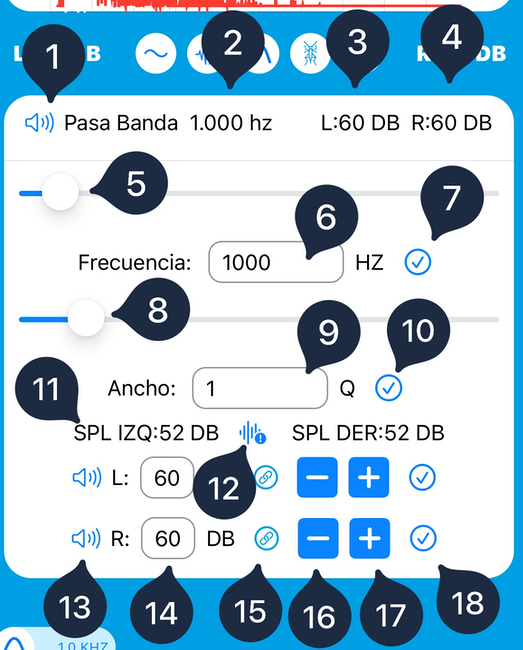 1
2
3
4
B
DB
Pasa Banda 1.000 hz L:60 DB R:60 DB
5
6
7
Frecuencia: 1000 HZ
8
9
10
11
Ancho: 1 Q
SPL IZQ:52 DB SPL DER:52 DB
L: 60
12
R: 60 DB
13
14
15
16
17
18
1.0 KHZ